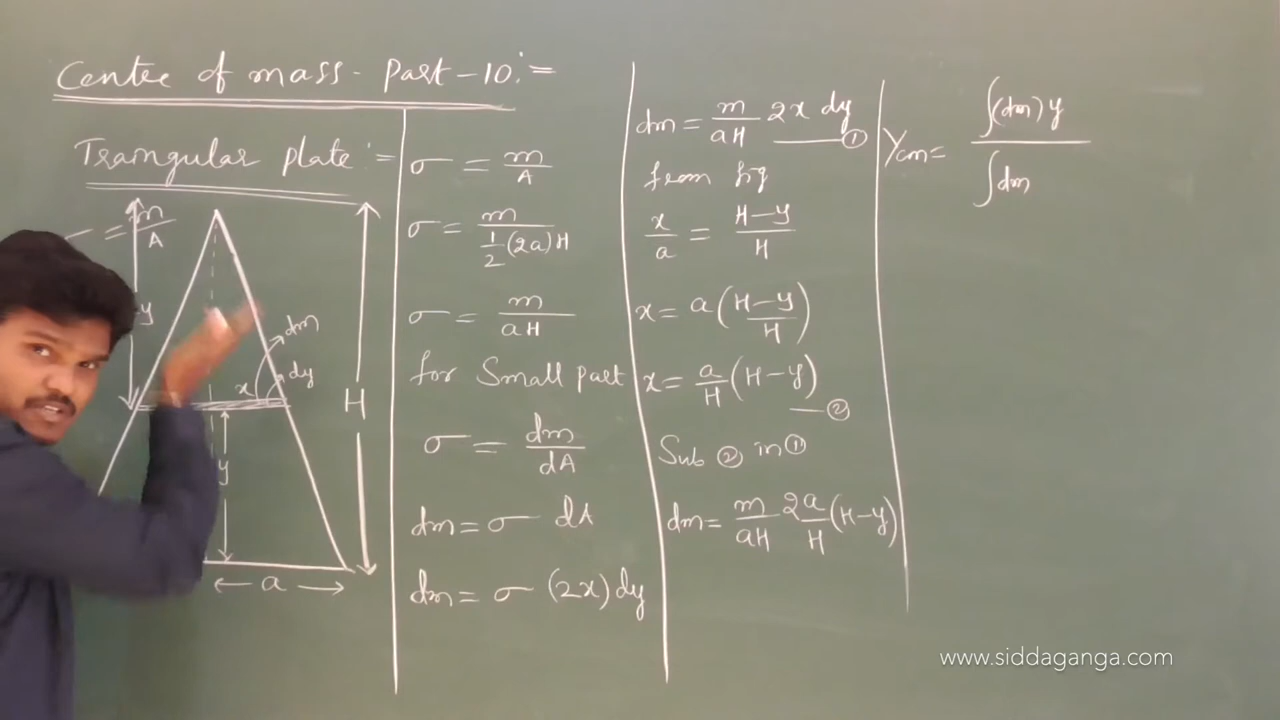 Centre of mass - Part - 10 :=
Triangular plate :=
= m/A
H - y
y
x
dm
dy
H
y
a
σ = m/A
σ = m/(1/2 (2a) H)
σ = m/aH
for Small part
σ = dm/dA
dm = σ dA
dm = σ (2x) dy
dm = m/aH 2x dy — ①
from fig
x/a = (H-y)/H
x = a((H-y)/H)
x = a/H (H-y) — ②
Sub ② in ①
dm = m/aH 2a/H (H-y)
Ycm = ∫(dm) y / ∫dm
www.siddaganga.com